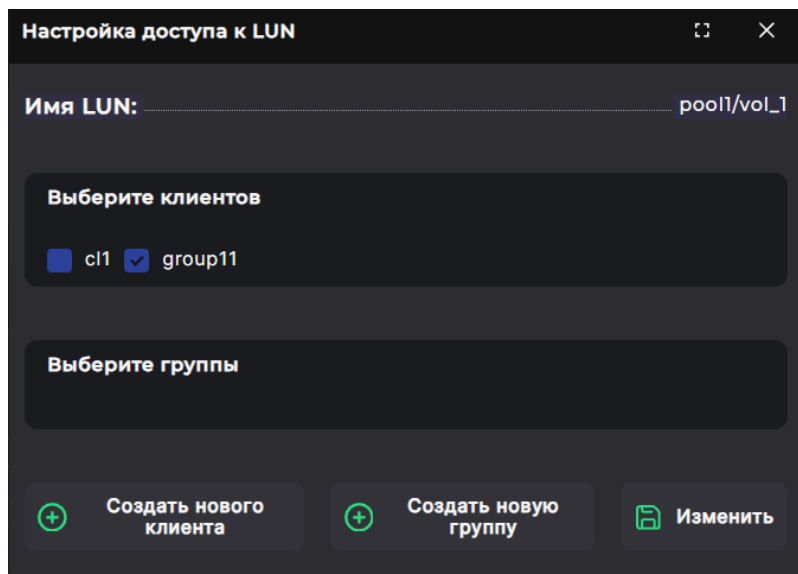 Настройка доступа к LUN
Имя LUN: pool1/vol_1
Выберите клиентов
cl1 group11
Выберите группы
Создать нового
клиента
Создать новую
группу
Изменить